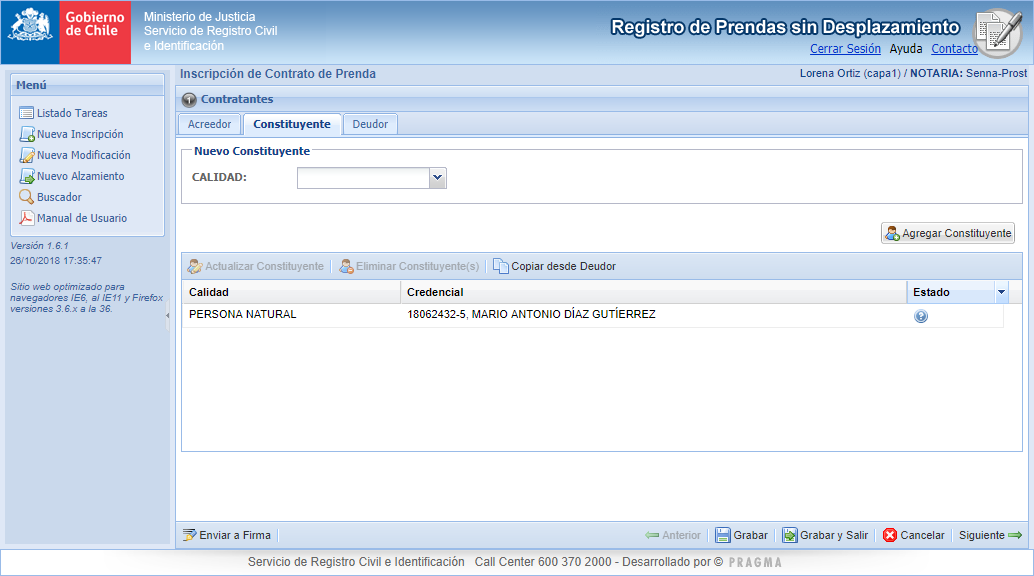 Gobierno
de Chile
Ministerio de Justicia
Servicio de Registro Civil
e Identificación
Registro de Prendas sin Desplazamiento
Cerrar Sesión Ayuda Contacto
Menú
Listado Tareas
Nueva Inscripción
Nueva Modificación
Nuevo Alzamiento
Buscador
Manual de Usuario
Versión 1.6.1
26/10/2018 17:35:47
Sitio web optimizado para
navegadores IE6, al IE11 y Firefox
versiones 3.6.x a la 36.
Inscripción de Contrato de Prenda
Lorena Ortiz (capa1) / NOTARIA: Senna-Prost
Contratantes
Acreedor Constituyente Deudor
Nuevo Constituyente
CALIDAD:
Agregar Constituyente
Actualizar Constituyente Eliminar Constituyente(s) Copiar desde Deudor
Calidad Credencial Estado
PERSONA NATURAL 18062432-5, MARIO ANTONIO DÍAZ GUTÍERREZ
Enviar a Firma Anterior Grabar Grabar y Salir Cancelar Siguiente
Servicio de Registro Civil e Identificación Call Center 600 370 2000 - Desarrollado por © PRAGMA